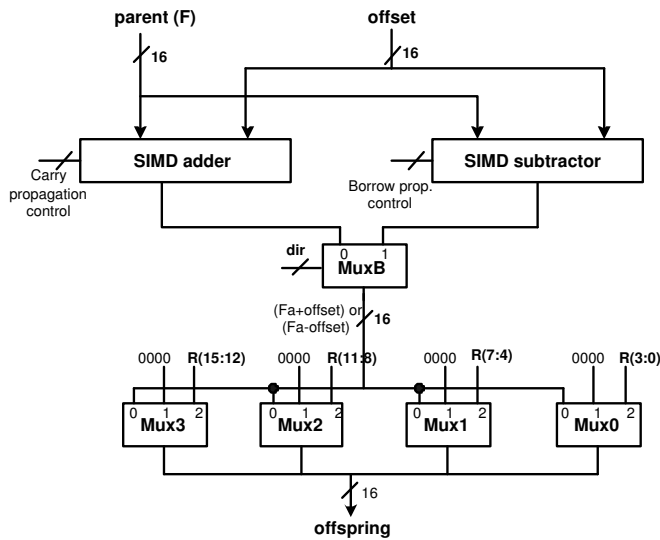 parent (F)
offset
16
16
SIMD adder
SIMD subtractor
Carry
propagation
control
Borrow prop.
control
dir
0 1
MuxB
(Fa+offset) or
(Fa-offset)
16
0000 R(15:12)
0000 R(11:8)
0000 R(7:4)
0000 R(3:0)
0 1 2
0 1 2
0 1 2
0 1 2
Mux3
Mux2
Mux1
Mux0
16
offspring